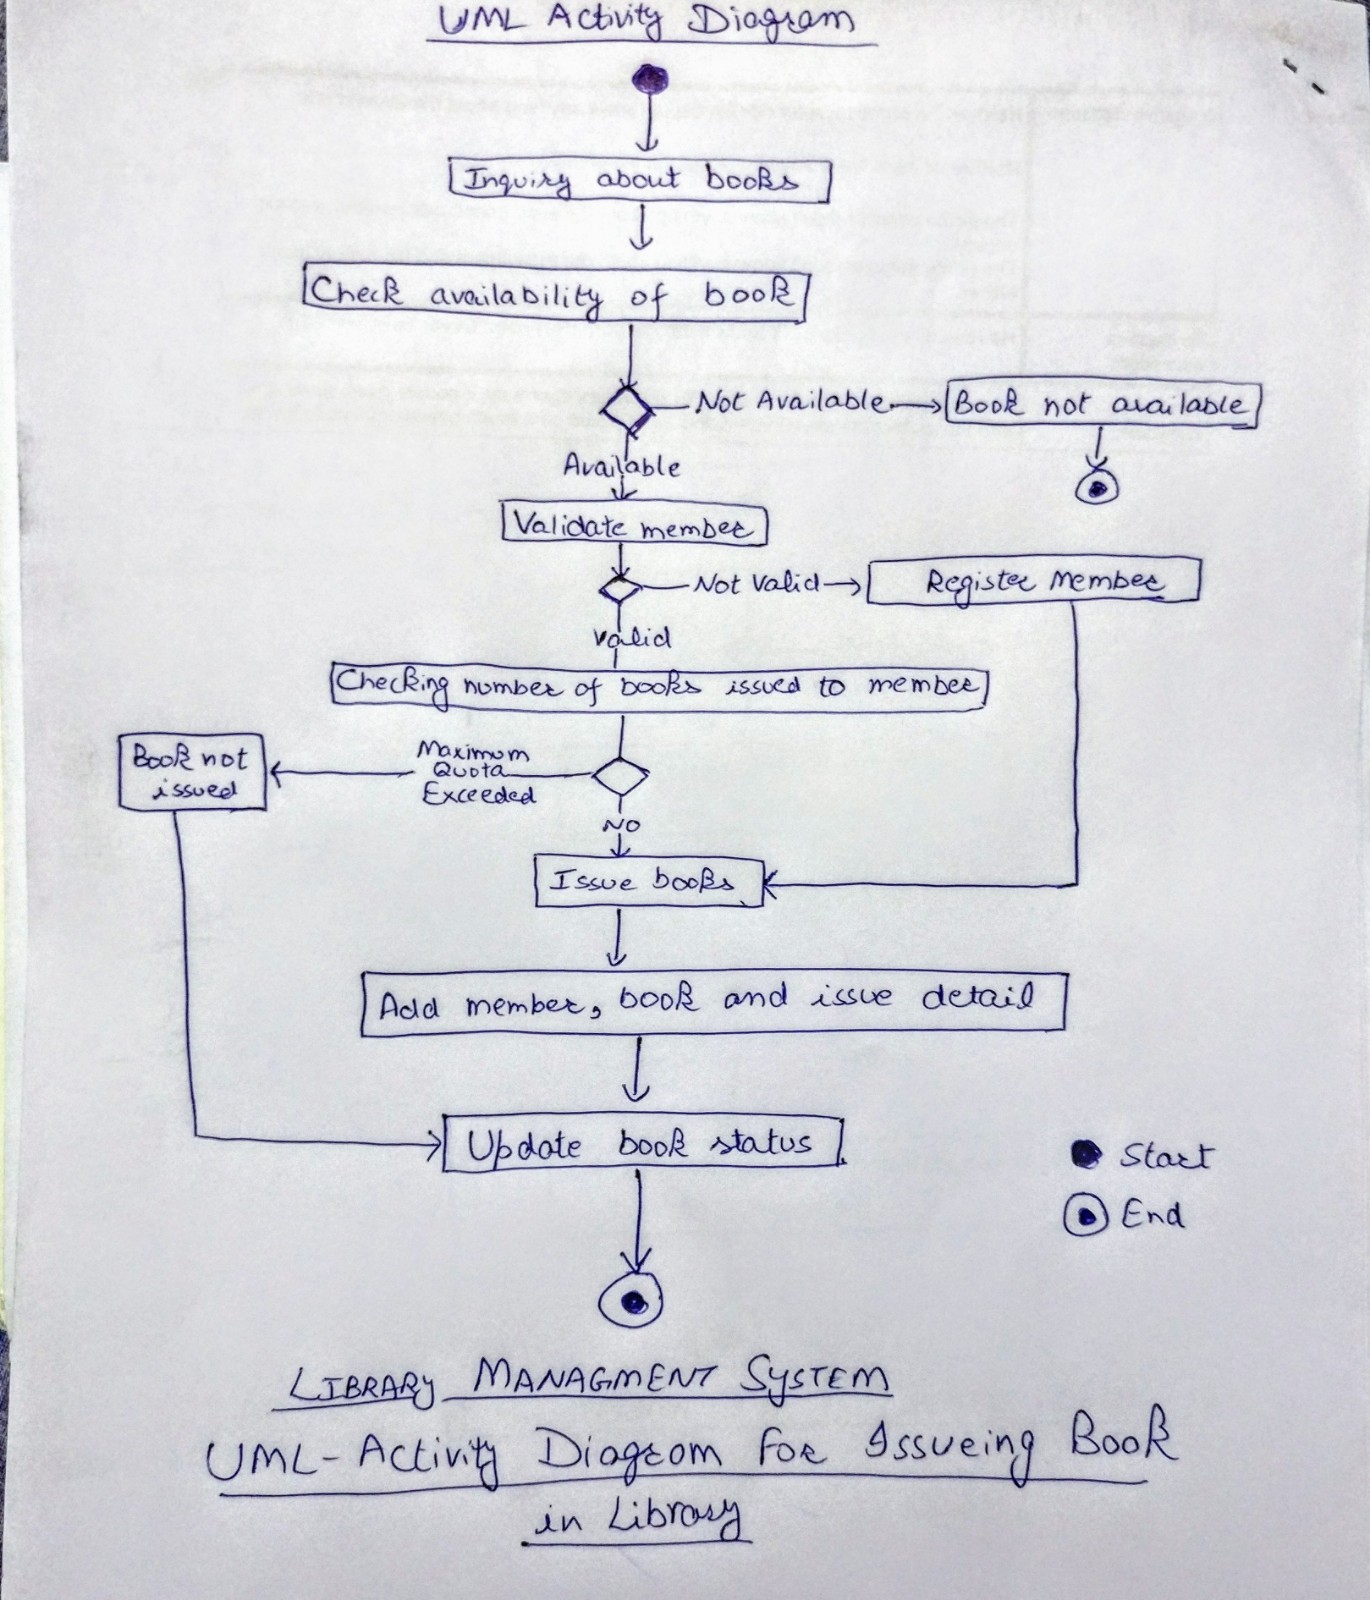 UML Activity Diagram
Inquiry about books
Check availability of book
Not Available
Book not available
Available
Validate member
Not Valid
Register Member
Valid
Checking number of books issued to member
Book not
issued
Maximum
Quota
Exceeded
NO
Issue books
Add member, book and issue detail
Update book status
Start
End
LIBRARY MANAGMENT SYSTEM
UML-Activity Diagram For Issueing Book
in Library